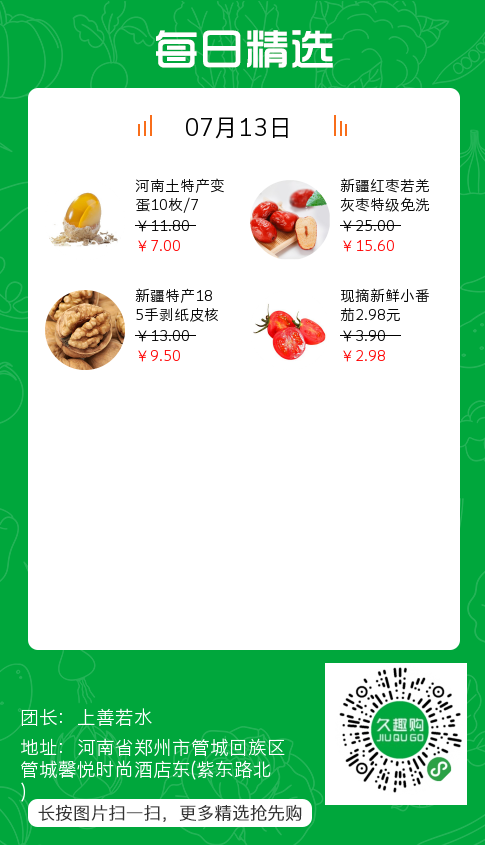 每日精选
07月13日
河南土特产变
蛋10枚/7
￥11.80
￥7.00
新疆红枣若羌
灰枣特级免洗
￥25.00
￥15.60
新疆特产18
5手剥纸皮核
￥13.00
￥9.50
现摘新鲜小番
茄2.98元
￥3.90
￥2.98
团长：上善若水
地址：河南省郑州市管城回族区
管城馨悦时尚酒店东(紫东路北
)
久趣购
JIUQUGO
长按图片扫一扫，更多精选抢先购